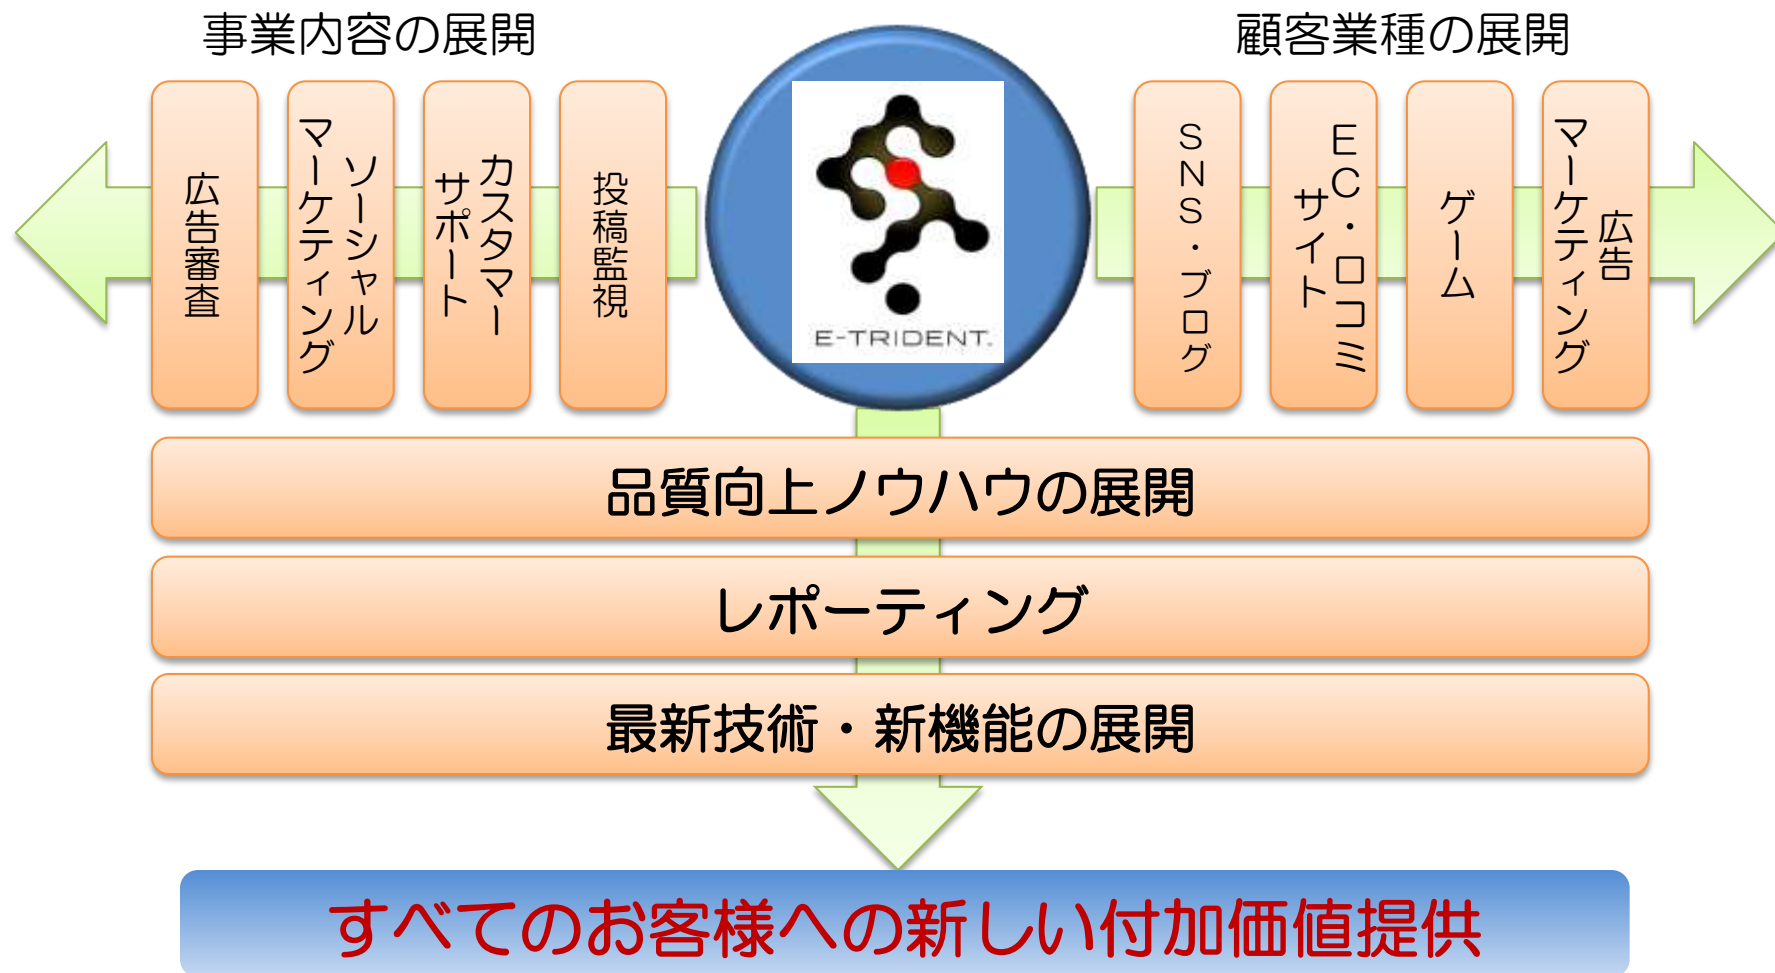 事業内容の展開
顧客業種の展開
広告審査
ソーシャル
マーケティング
カスタマー
サポート
投稿監視
E-TRIDENT.
SNS・ブログ
EC・口コミ
サイト
ゲーム
広告
マーケティング
品質向上ノウハウの展開
レポーティング
最新技術・新機能の展開
すべてのお客様への新しい付加価値提供